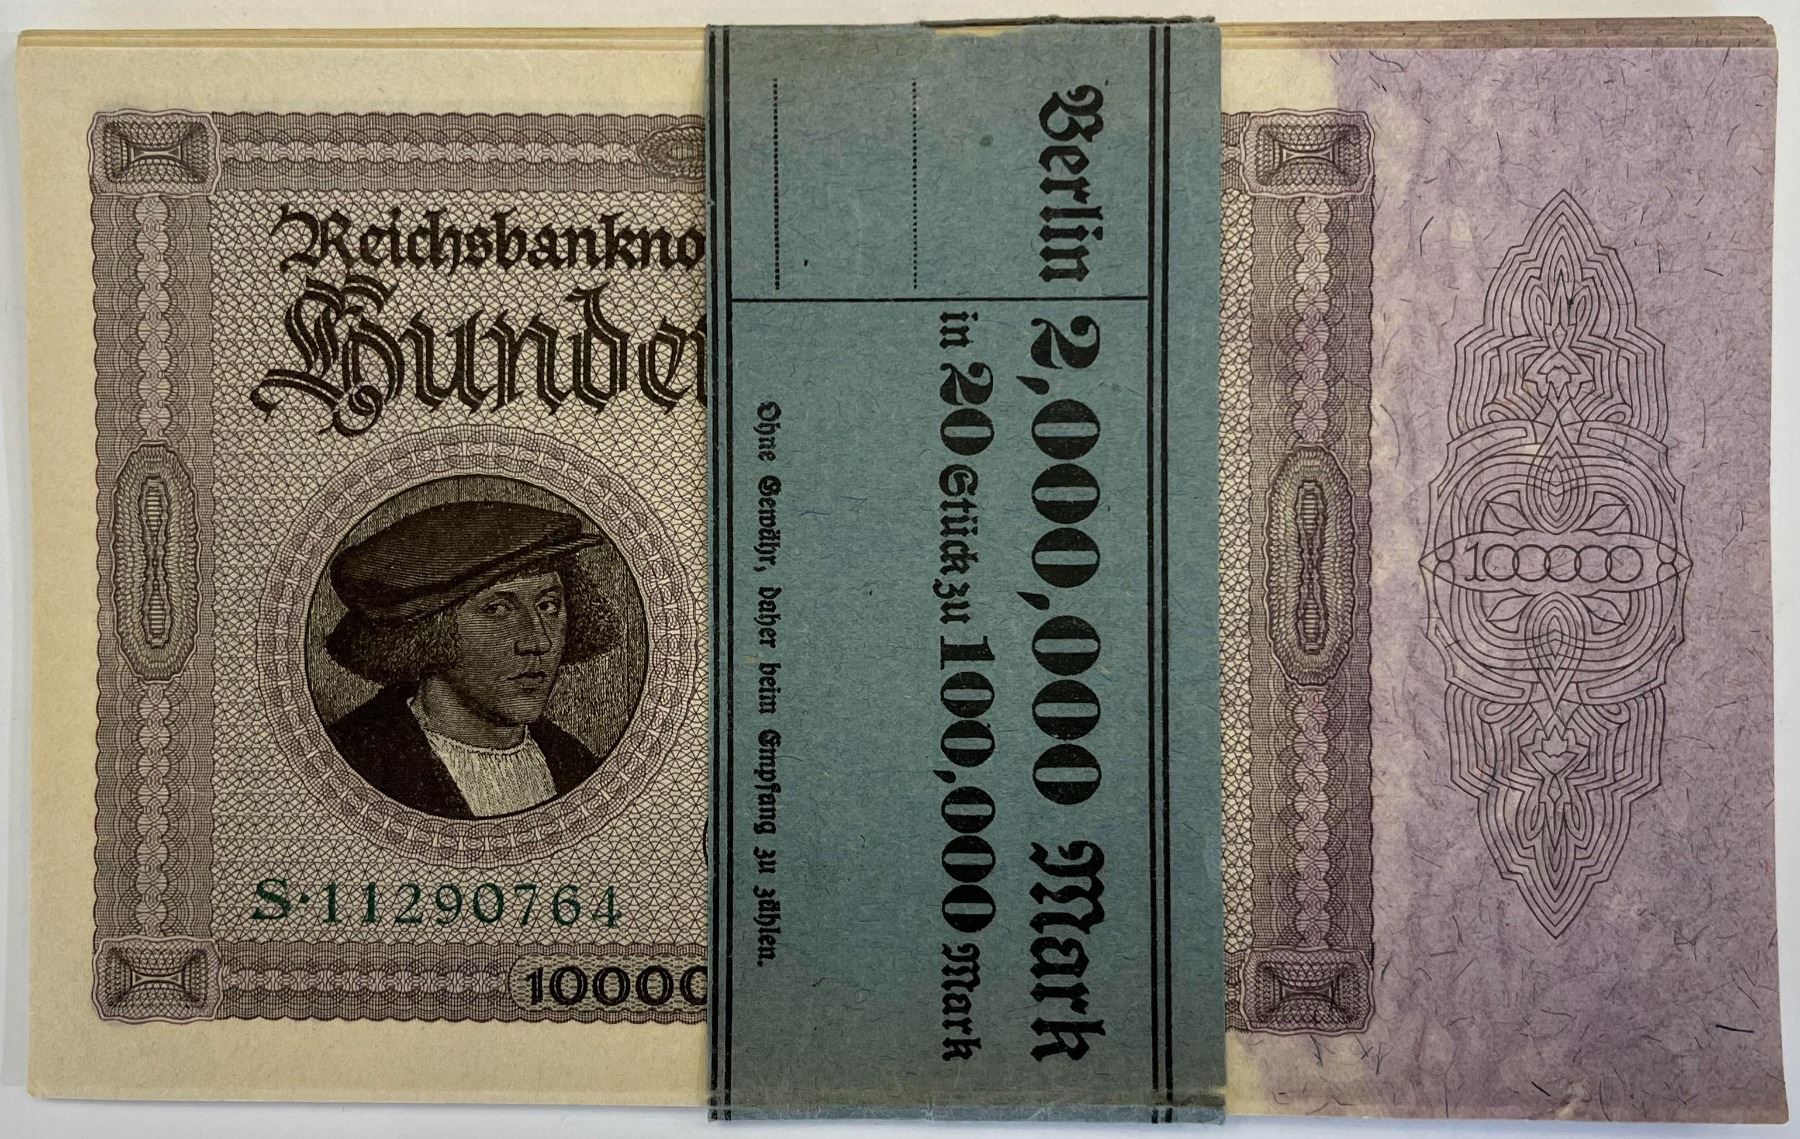 Reichsbankno
Hunder
S·11290764
10000
Berlin
2,000,000 Mark
in 20 Stück zu 100,000 Mark
Ohne Gewähr, daher beim Empfang zu zählen.
100000